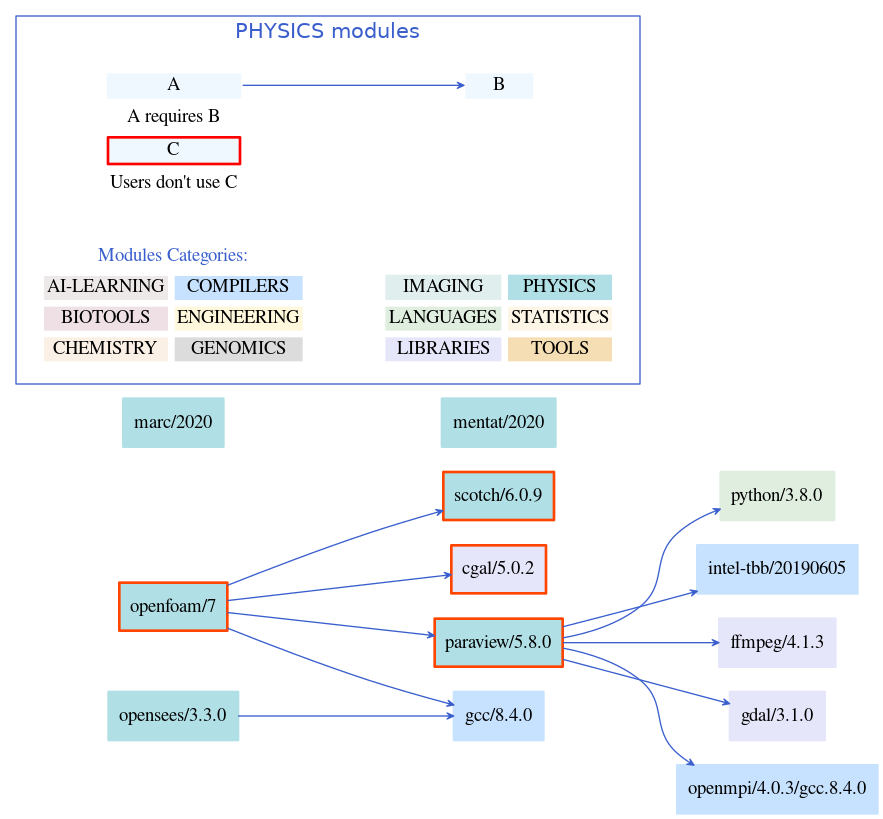 PHYSICS modules
A
B
A requires B
C
Users don't use C
Modules Categories:
AI-LEARNING COMPILERS IMAGING PHYSICS
BIOTOOLS ENGINEERING LANGUAGES STATISTICS
CHEMISTRY GENOMICS LIBRARIES TOOLS
marc/2020
mentat/2020
scotch/6.0.9
python/3.8.0
cgal/5.0.2
intel-tbb/20190605
openfoam/7
paraview/5.8.0
ffmpeg/4.1.3
opensees/3.3.0
gcc/8.4.0
gdal/3.1.0
openmpi/4.0.3/gcc.8.4.0